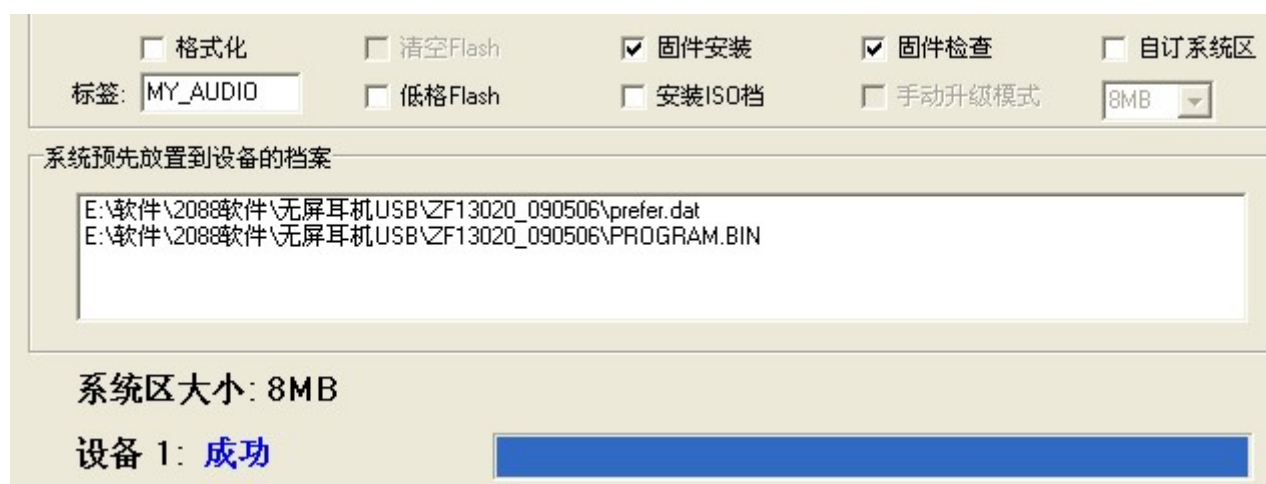 格式化 清空Flash 固件安装 固件检查 自订系统区
标签: MY_AUDIO 低格Flash 安装ISO档 手动升级模式 8MB
系统预先放置到设备的档案
E:\软件\2088软件\无屏耳机USB\ZF13020_090506\prefer.dat
E:\软件\2088软件\无屏耳机USB\ZF13020_090506\PROGRAM.BIN
系统区大小: 8MB
设备 1: 成功